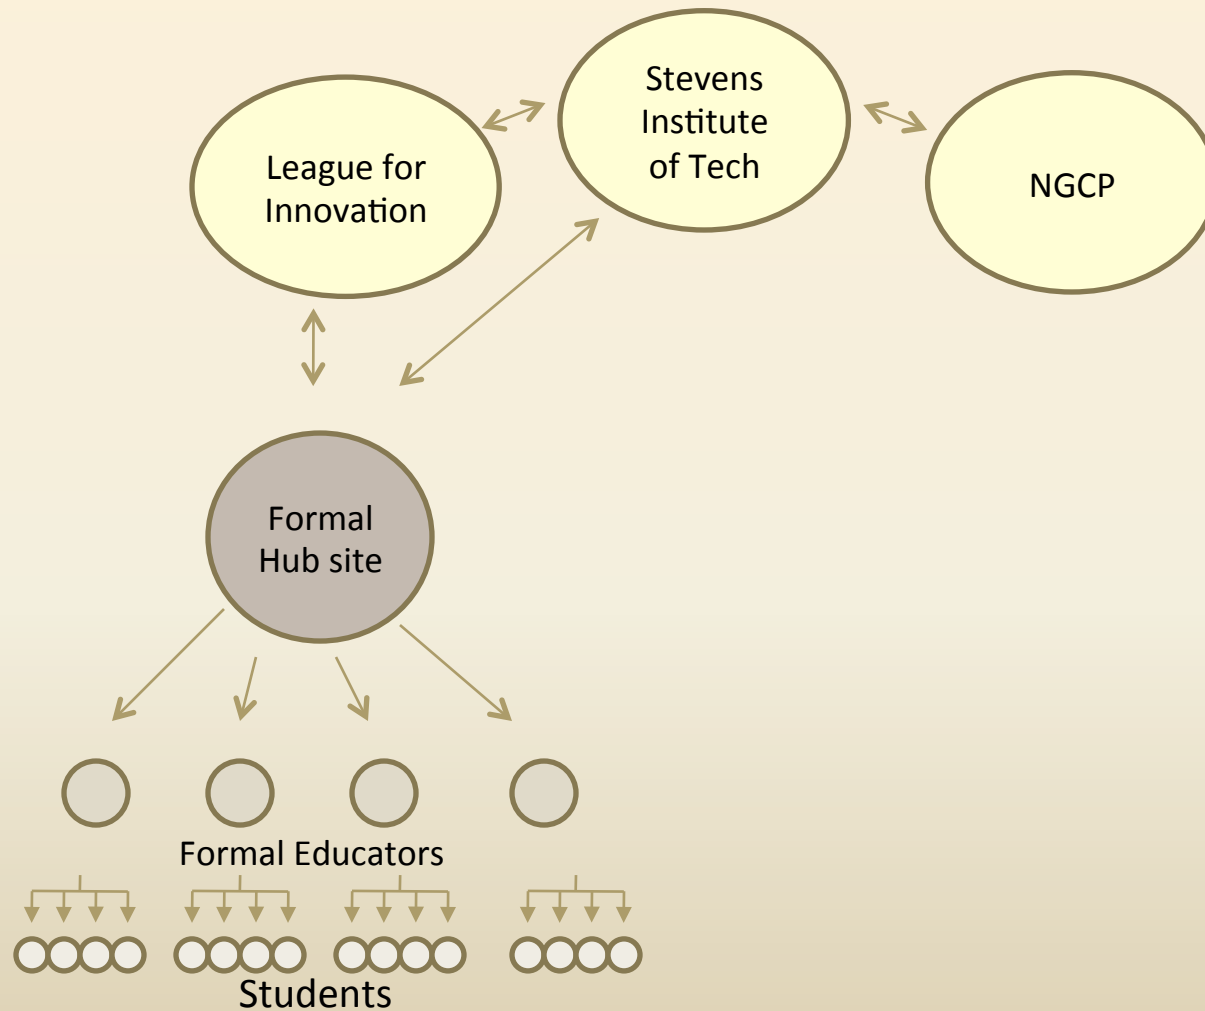 Stevens
Institute
of Tech
League for
Innovation
NGCP
Formal
Hub site
Formal Educators
Students